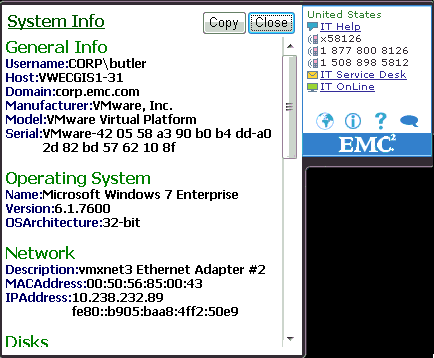 System Info
Copy
Close
General Info
Username:CORP\butler
Host:VWECGIS1-31
Domain:corp.emc.com
Manufacturer:VMware, Inc.
Model:VMware Virtual Platform
Serial:VMware-42 05 58 a3 90 b0 b4 dd-a0
2d 82 bd 57 62 10 8f
Operating System
Name:Microsoft Windows 7 Enterprise
Version:6.1.7600
OSArchitecture:32-bit
Network
Description:vmxnet3 Ethernet Adapter #2
MACAddress:00:50:56:85:00:43
IPAddress:10.238.232.89
fe80::b905:baa8:4ff2:50e9
Disks
United States
IT Help
x58126
1 877 800 8126
1 508 898 5812
IT Service Desk
IT OnLine
EMC²